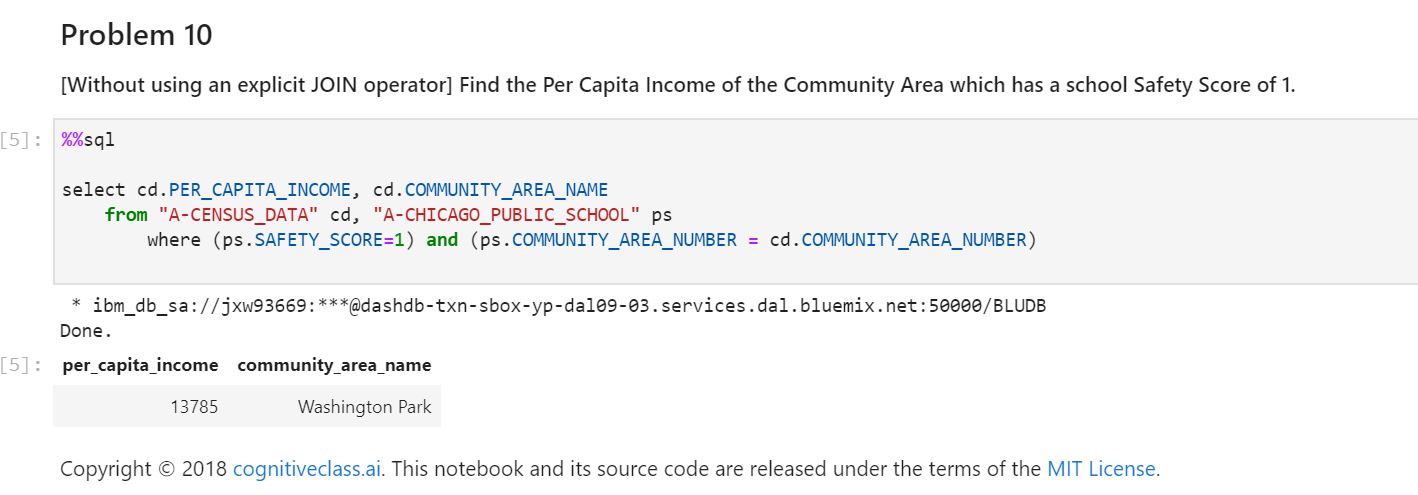 Problem 10
[Without using an explicit JOIN operator] Find the Per Capita Income of the Community Area which has a school Safety Score of 1.
[5]: %%sql
select cd.PER_CAPITA_INCOME, cd.COMMUNITY_AREA_NAME
from "A-CENSUS_DATA" cd, "A-CHICAGO_PUBLIC_SCHOOL" ps
where (ps.SAFETY_SCORE=1) and (ps.COMMUNITY_AREA_NUMBER = cd.COMMUNITY_AREA_NUMBER)
* ibm_db_sa://jxw93669:***@dashdb-txn-sbox-yp-dal09-03.services.dal.bluemix.net:50000/BLUDB
Done.
[5]: per_capita_income community_area_name
13785 Washington Park
Copyright © 2018 cognitiveclass.ai. This notebook and its source code are released under the terms of the MIT License.